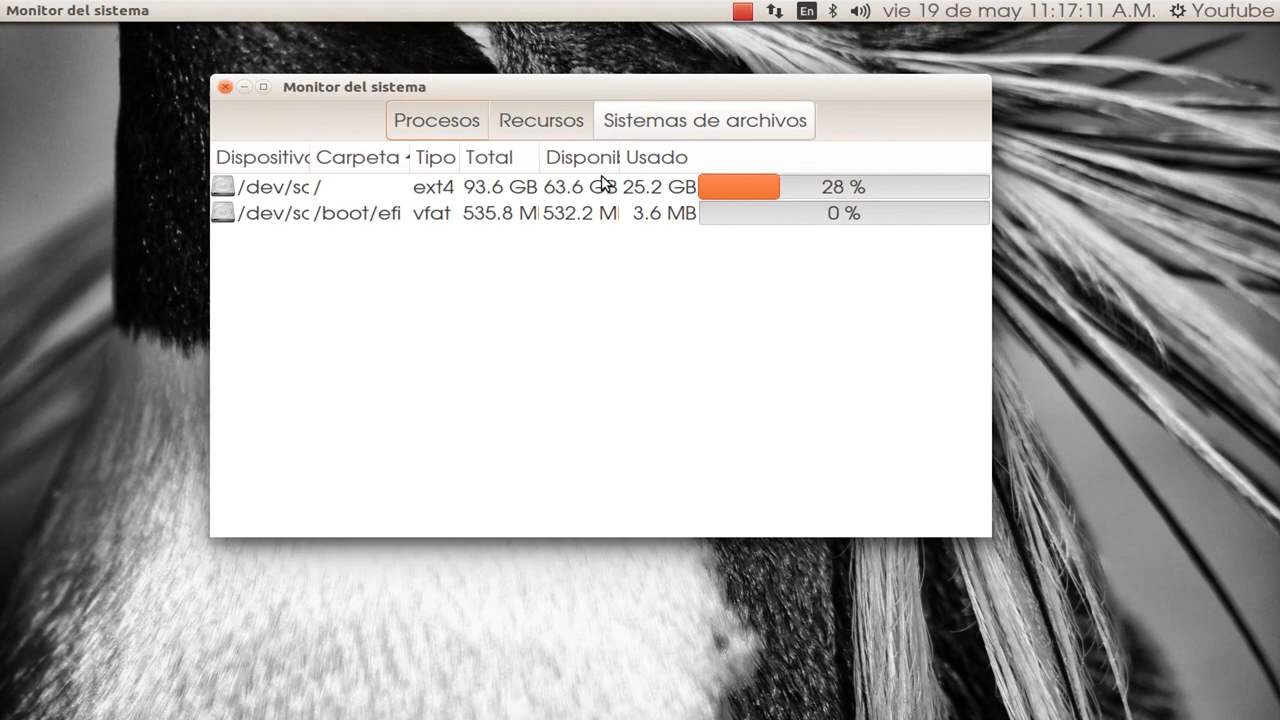 Monitor del sistema En vie 19 de may 11:17:11 A.M. Youtube
Monitor del sistema
Procesos Recursos Sistemas de archivos
Dispositivo Carpeta Tipo Total Disponi Usado
/dev/sc / ext4 93.6 GB 63.6 GB 25.2 GB 28 %
/dev/sc /boot/efi vfat 535.8 M 532.2 M 3.6 MB 0 %